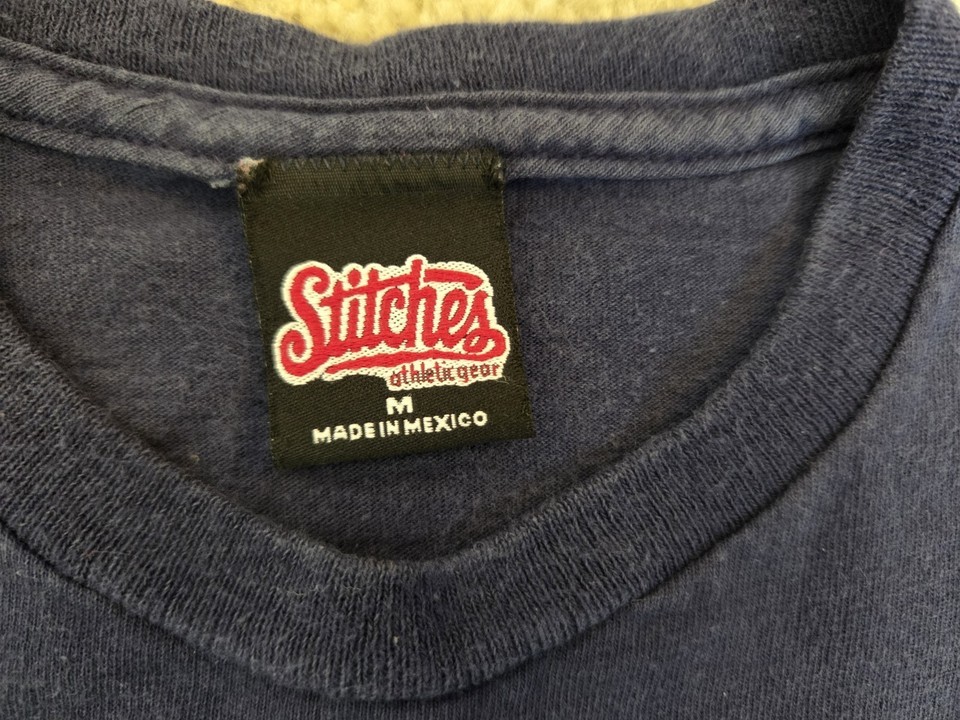 Stitches
athletic gear
M
MADE IN MEXICO